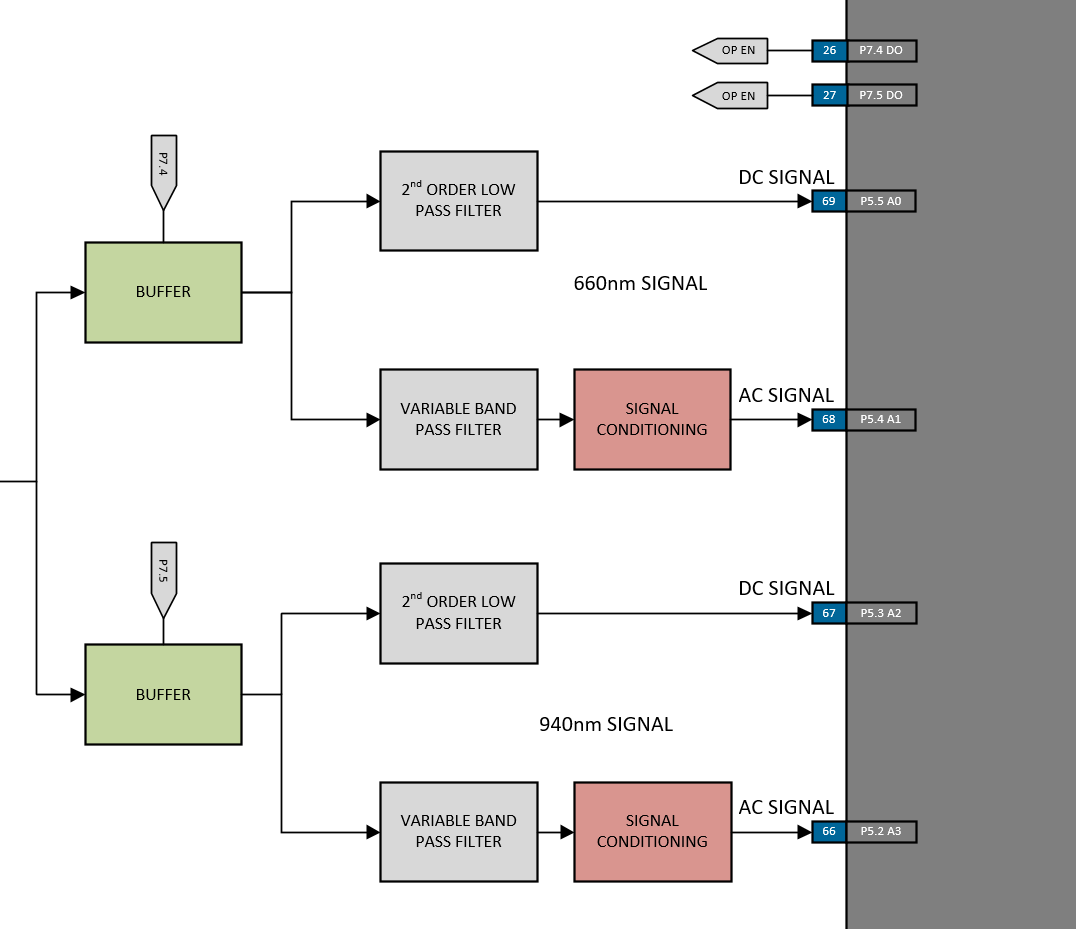 OP EN
26
P7.4 DO
OP EN
27
P7.5 DO
P7.4
2nd ORDER LOW
PASS FILTER
DC SIGNAL
69
P5.5 A0
BUFFER
660nm SIGNAL
VARIABLE BAND
PASS FILTER
SIGNAL
CONDITIONING
AC SIGNAL
68
P5.4 A1
P7.5
2nd ORDER LOW
PASS FILTER
DC SIGNAL
67
P5.3 A2
BUFFER
940nm SIGNAL
VARIABLE BAND
PASS FILTER
SIGNAL
CONDITIONING
AC SIGNAL
66
P5.2 A3